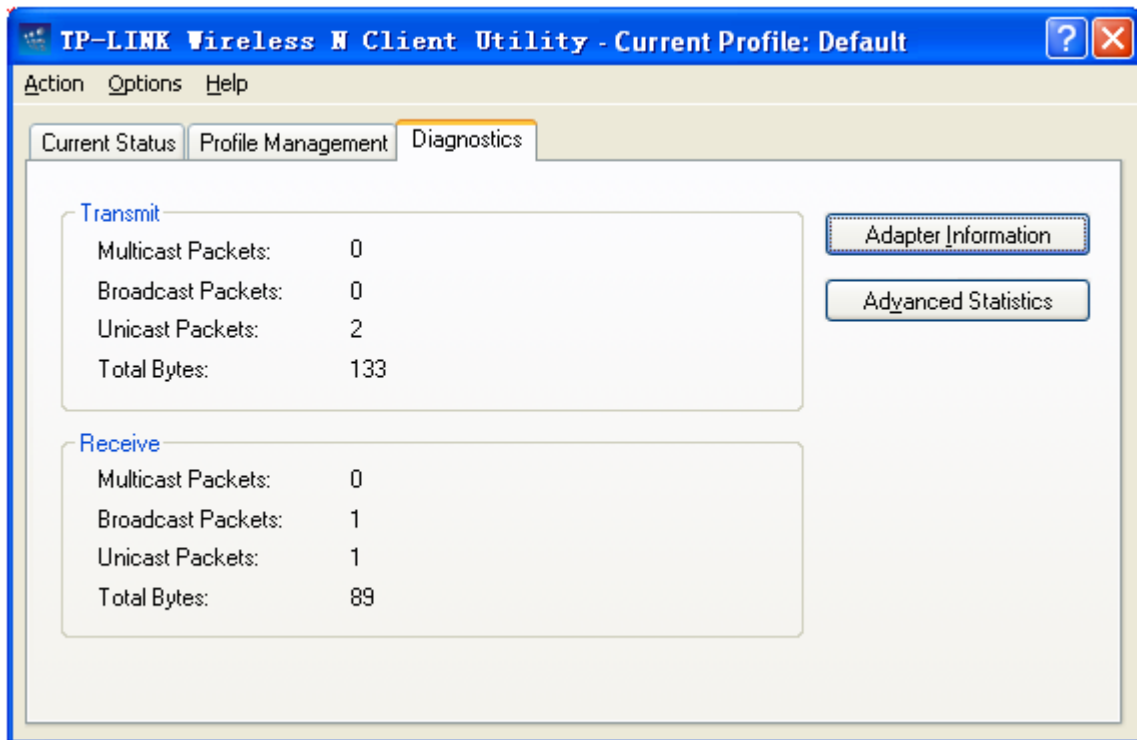 TP-LINK Wireless N Client Utility - Current Profile: Default
Action Options Help
Current Status Profile Management Diagnostics
Transmit
Multicast Packets: 0
Broadcast Packets: 0
Unicast Packets: 2
Total Bytes: 133
Adapter Information
Advanced Statistics
Receive
Multicast Packets: 0
Broadcast Packets: 1
Unicast Packets: 1
Total Bytes: 89